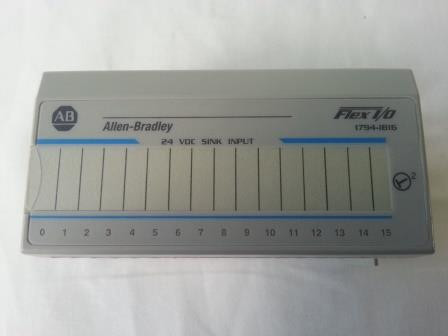 AB
Allen-Bradley
Flex I/O
1794-IB16
24 VDC SINK INPUT
2
0 1 2 3 4 5 6 7 8 9 10 11 12 13 14 15